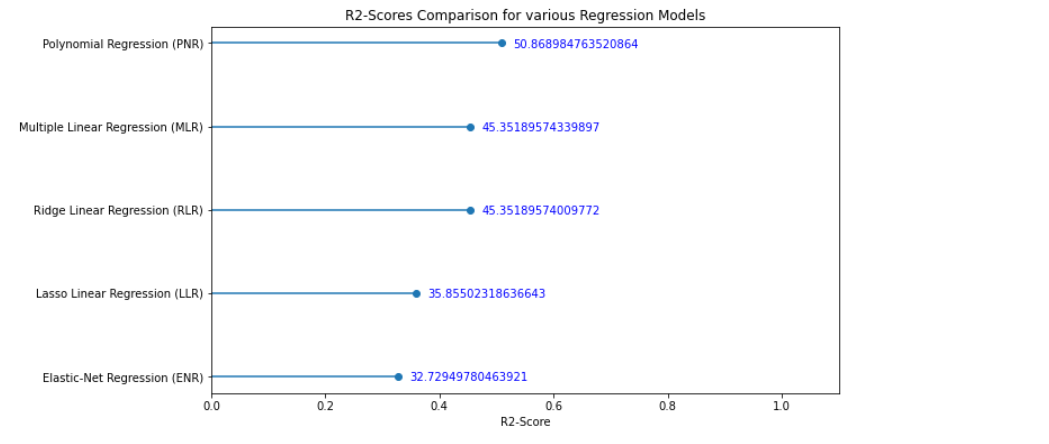 R2-Scores Comparison for various Regression Models
Polynomial Regression (PNR)
50.868984763520864
Multiple Linear Regression (MLR)
45.35189574339897
Ridge Linear Regression (RLR)
45.35189574009772
Lasso Linear Regression (LLR)
35.85502318636643
Elastic-Net Regression (ENR)
32.72949780463921
0.0 0.2 0.4 0.6 0.8 1.0
R2-Score